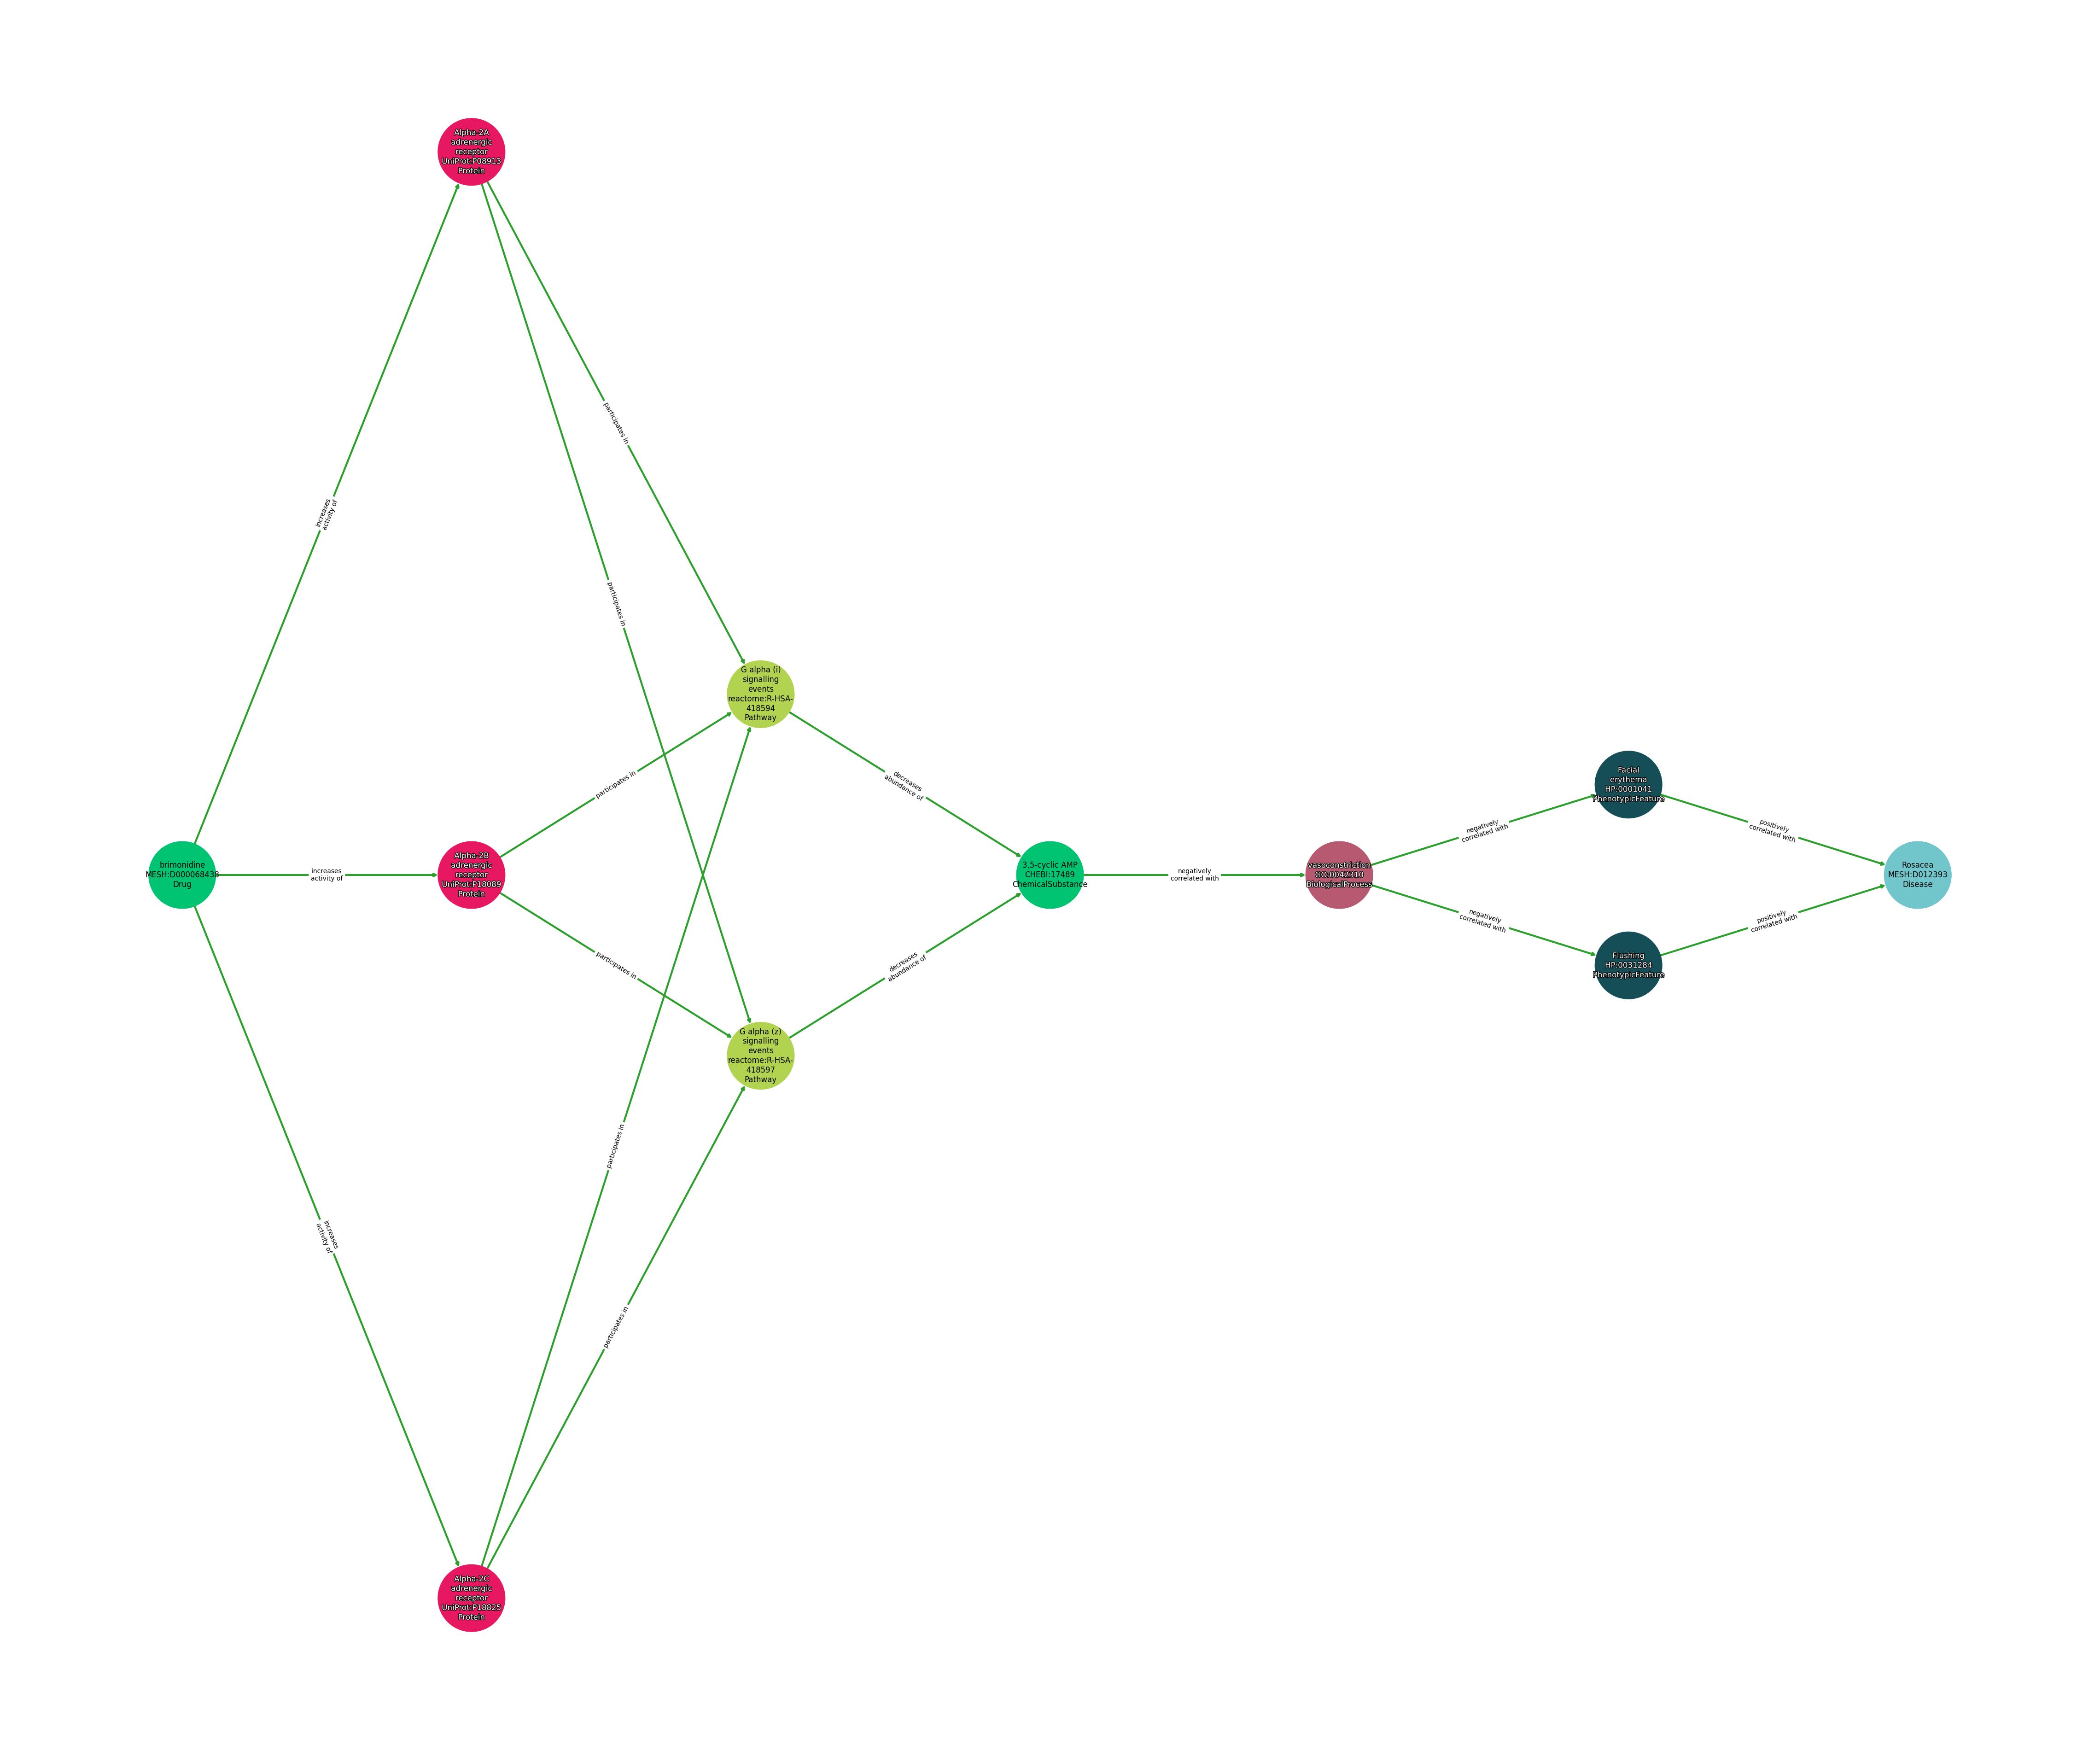 Alpha-2A
adrenergic
receptor
UniProt:P08913
Protein
participates in
increases
activity of
participates in
G alpha (i)
signalling
events
reactome:R-HSA-
418594
Pathway
participates in
decreases
abundance of
Facial
erythema
HP:0001041
PhenotypicFeature
negatively
correlated with
positively
correlated with
brimonidine
MESH:D000068438
Drug
increases
activity of
Alpha-2B
adrenergic
receptor
UniProt:P18089
Protein
3,5-cyclic AMP
CHEBI:17489
ChemicalSubstance
negatively
correlated with
vasoconstriction
GO:0042310
BiologicalProcess
Rosacea
MESH:D012393
Disease
negatively
correlated with
positively
correlated with
participates in
decreases
abundance of
Flushing
HP:0031284
PhenotypicFeature
G alpha (z)
signalling
events
reactome:R-HSA-
418597
Pathway
participates in
increases
activity of
participates in
Alpha-2C
adrenergic
receptor
UniProt:P18825
Protein